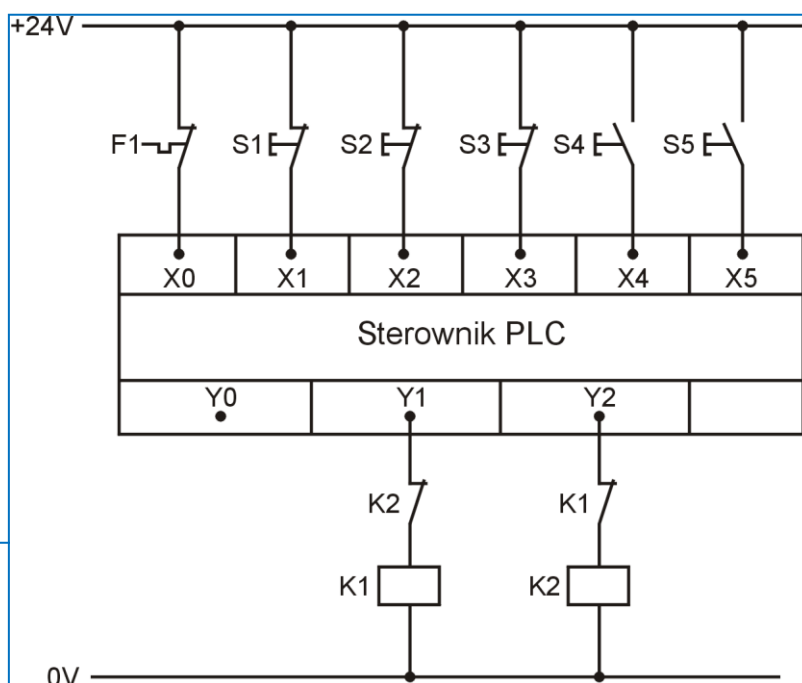 +24V
F1 S1 S2 S3 S4 S5
X0 X1 X2 X3 X4 X5
Sterownik PLC
Y0 Y1 Y2
K2 K1
K1 K2
0V